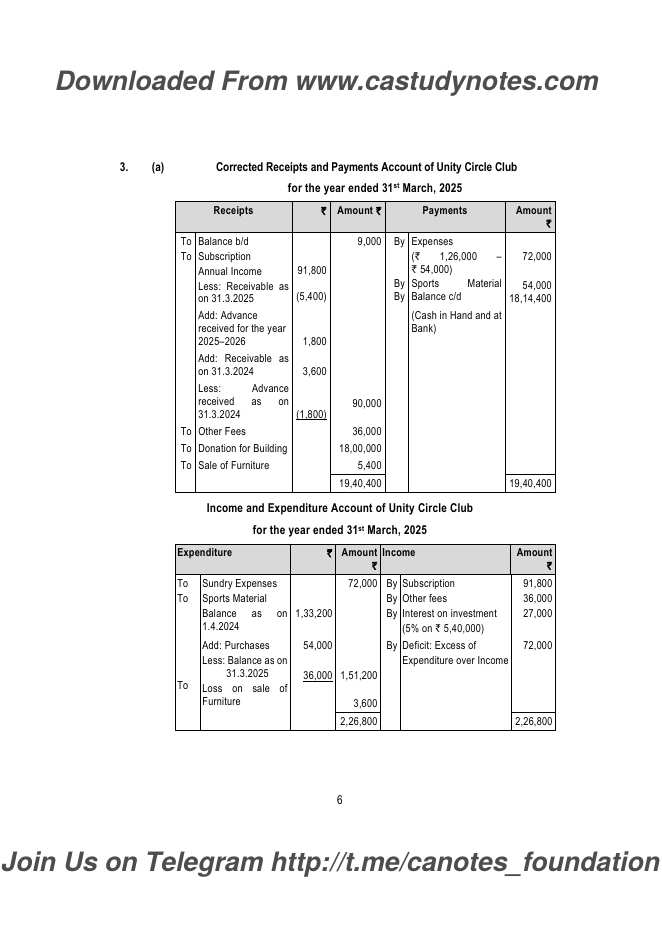 Downloaded From www.castudynotes.com
3. (a) Corrected Receipts and Payments Account of Unity Circle Club
for the year ended 31st March, 2025
Receipts ₹ Amount ₹ Payments Amount
₹
To Balance b/d 9,000 By Expenses
To Subscription (₹ 1,26,000 – 72,000
Annual Income 91,800 ₹ 54,000)
Less: Receivable as By Sports Material 54,000
on 31.3.2025 (5.400) By Balance c/d 18,14,400
Add: Advance (Cash in Hand and at
received for the year Bank)
2025–2026 1,800
Add: Receivable as
on 31.3.2024 3,600
Less: Advance
received as on 90,000
31.3.2024 (1,800)
To Other Fees 36,000
To Donation for Building 18,00,000
To Sale of Furniture 5,400
19,40,400 19,40,400
Income and Expenditure Account of Unity Circle Club
for the year ended 31st March, 2025
Expenditure ₹ Amount Income Amount
₹ ₹
To Sundry Expenses 72,000 By Subscription 91,800
To Sports Material By Other fees 36,000
Balance as on 1,33,200 By Interest on investment 27,000
1.4.2024 (5% on ₹ 5,40,000)
Add: Purchases 54,000 By Deficit: Excess of 72,000
Less: Balance as on Expenditure over Income
31.3.2025 36,000 1,51,200
To Loss on sale of
Furniture 3,600
2,26,800 2,26,800
6
Join Us on Telegram http://t.me/canotes_foundation